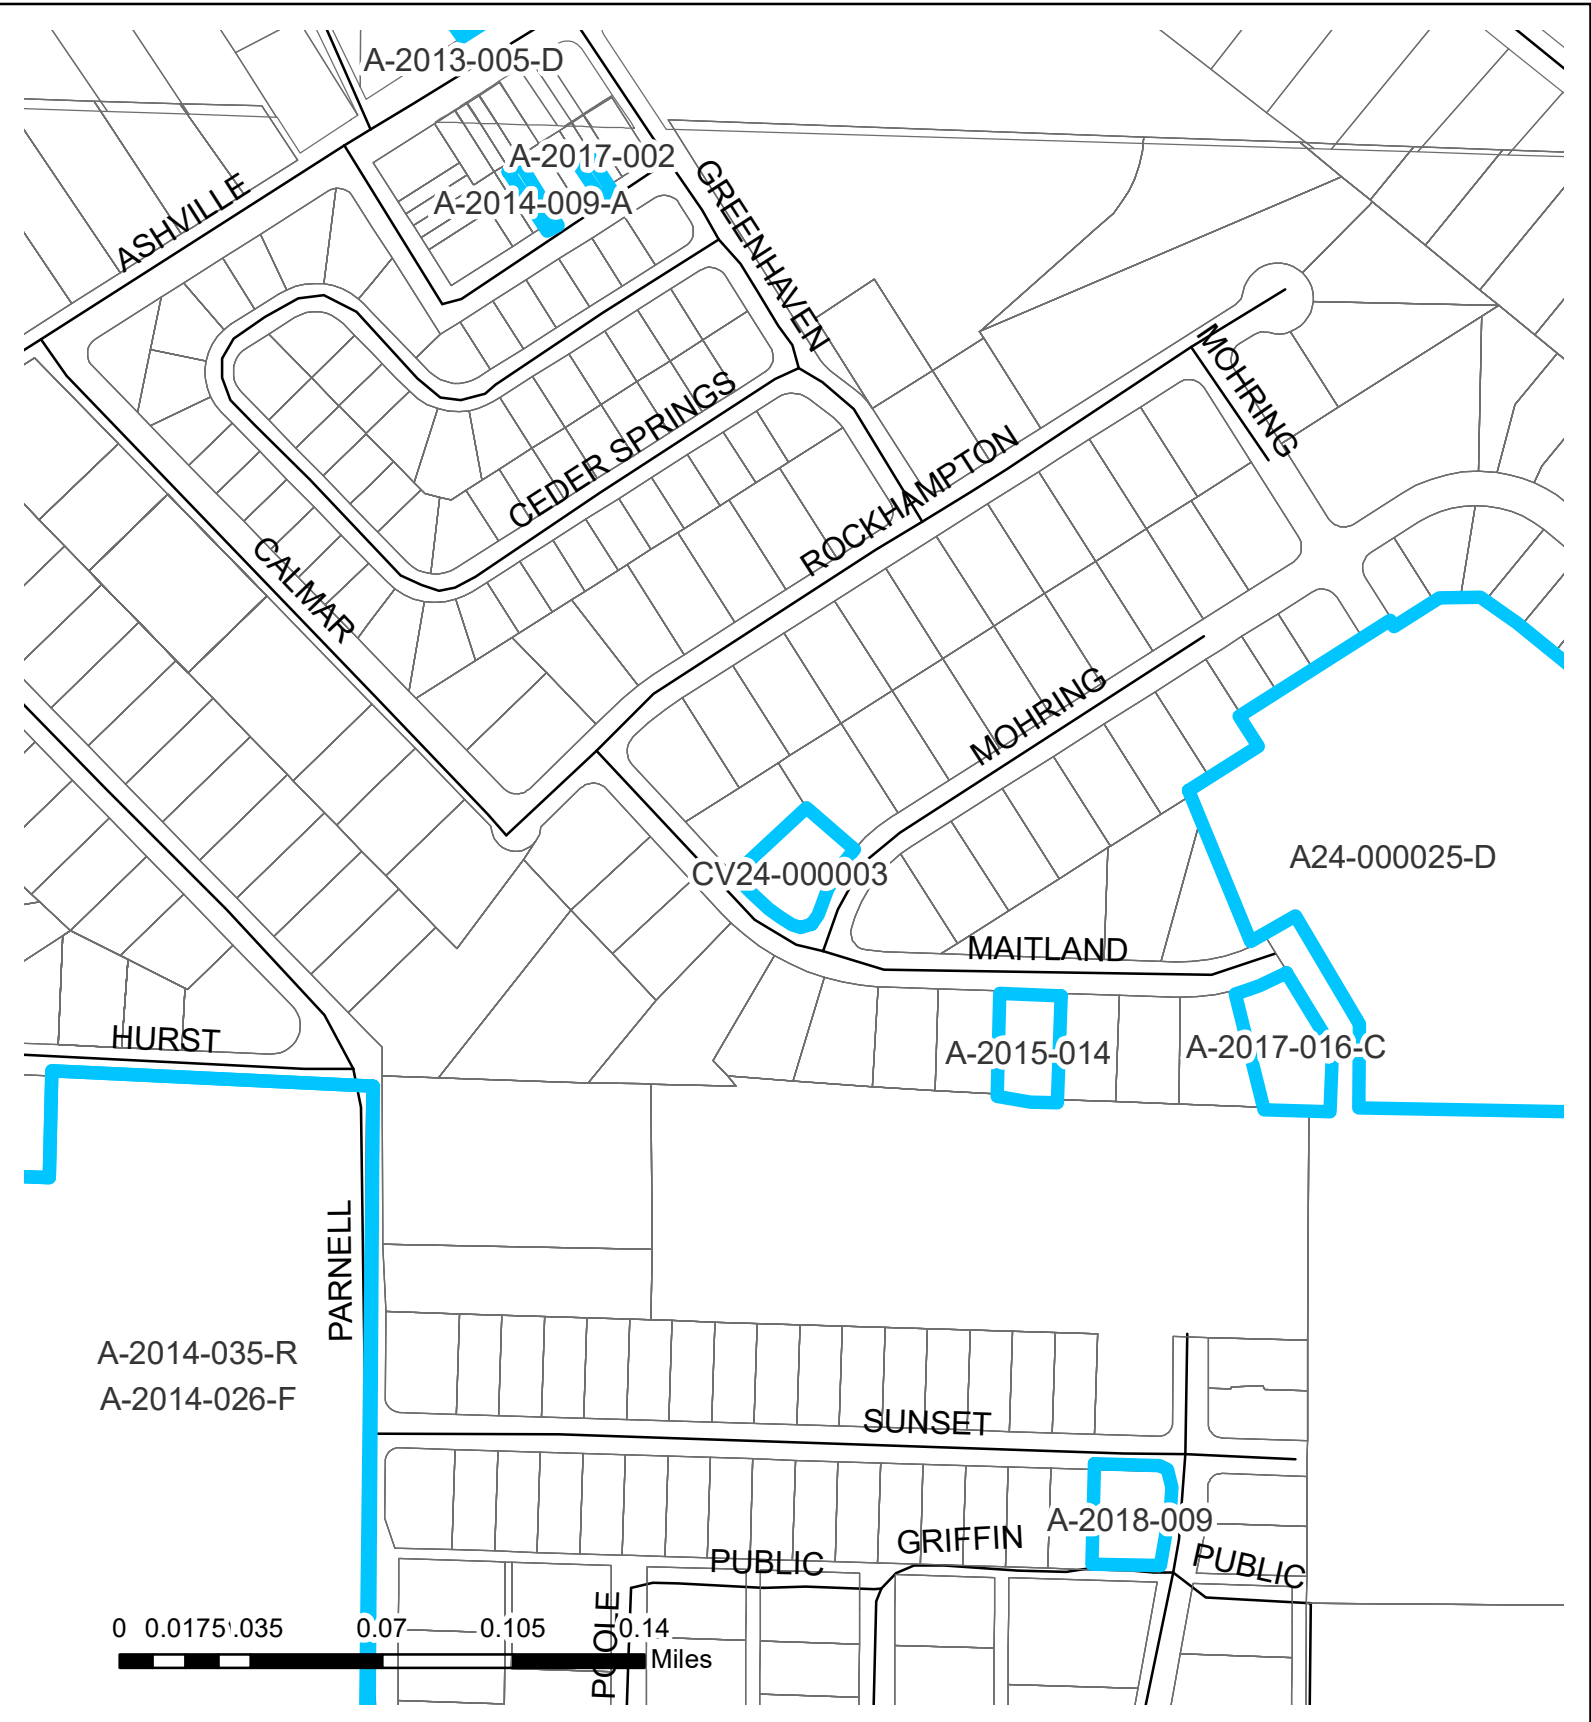 A-2013-005-D
A-2017-002
A-2014-009-A
ASHVILLE
GREENHAVEN
MOHRING
CEDER SPRINGS
ROCKHAMPTON
CALMAR
MOHRING
CV24-000003
A24-000025-D
MAITLAND
HURST
A-2015-014
A-2017-016-C
PARNELL
A-2014-035-R
A-2014-026-F
SUNSET
A-2018-009
GRIFFIN
PUBLIC
PUBLIC
POOLE
0 0.0175 .035 0.07 0.105 0.14
Miles